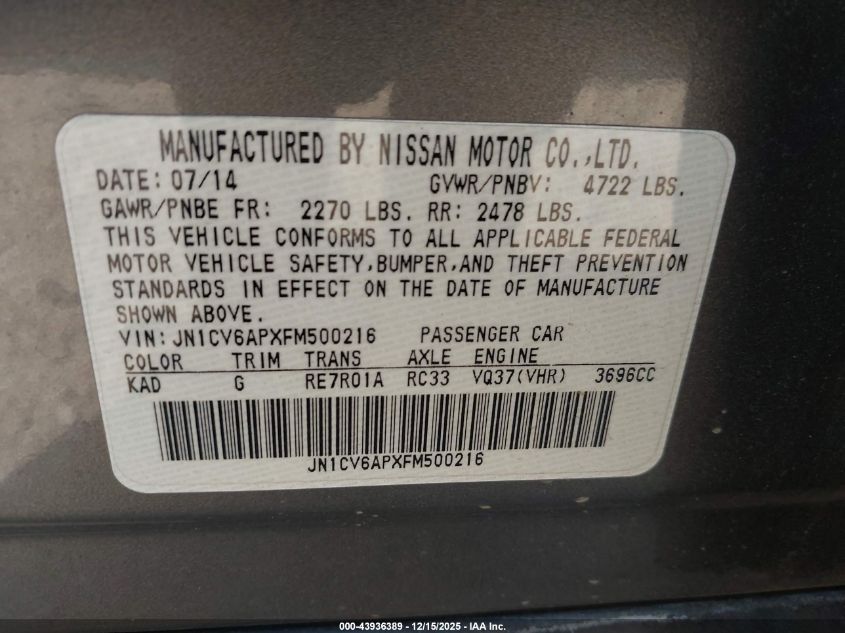 MANUFACTURED BY NISSAN MOTOR CO.,LTD.
DATE: 07/14 GVWR/PNBV: 4722 LBS.
GAWR/PNBE FR: 2270 LBS. RR: 2478 LBS.
THIS VEHICLE CONFORMS TO ALL APPLICABLE FEDERAL
MOTOR VEHICLE SAFETY,BUMPER,AND THEFT PREVENTION
STANDARDS IN EFFECT ON THE DATE OF MANUFACTURE
SHOWN ABOVE.
VIN: JN1CV6APXFM500216 PASSENGER CAR
COLOR TRIM TRANS AXLE ENGINE
KAD G RE7R01A RC33 VQ37(VHR) 3696CC
JN1CV6APXFM500216
000-43936389 - 12/15/2025 - IAA Inc.